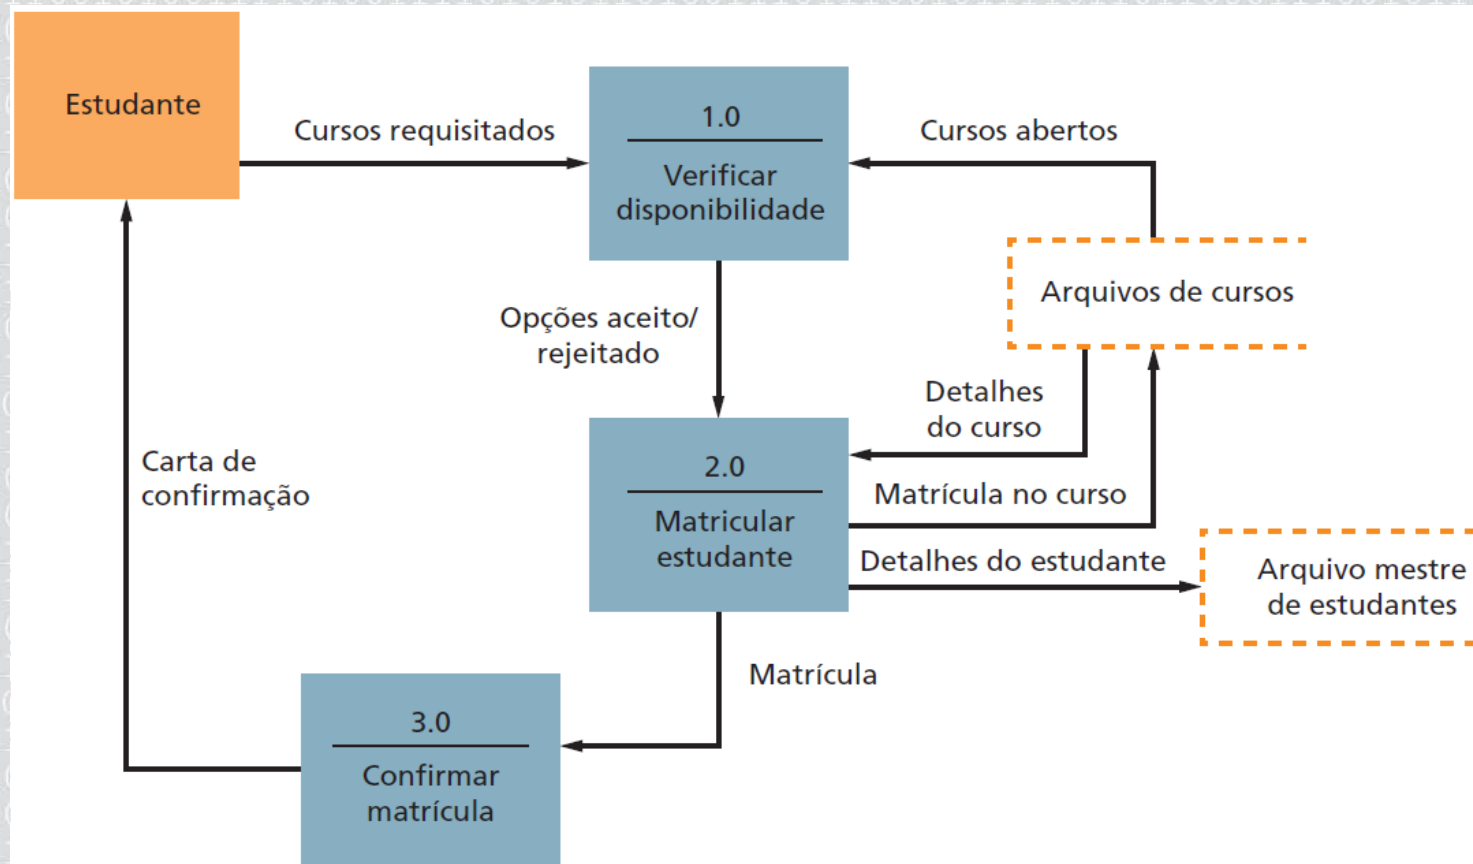 Estudante
Cursos requisitados
1.0
Verificar
disponibilidade
Cursos abertos
Arquivos de cursos
Opções aceito/
rejeitado
Detalhes
do curso
Carta de
confirmação
2.0
Matricular
estudante
Matrícula no curso
Detalhes do estudante
Arquivo mestre
de estudantes
Matrícula
3.0
Confirmar
matrícula